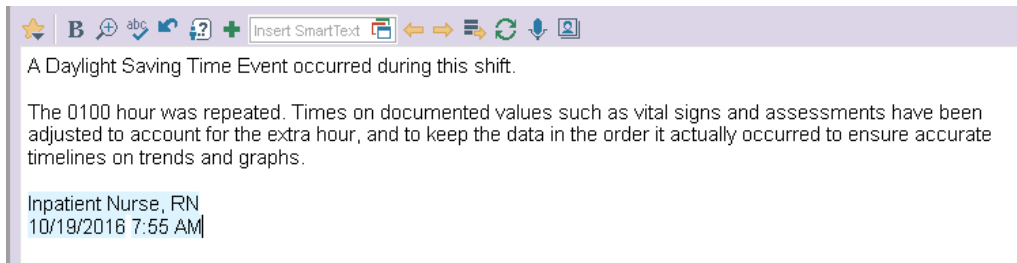 B abc Insert SmartText
A Daylight Saving Time Event occurred during this shift.
The 0100 hour was repeated. Times on documented values such as vital signs and assessments have been
adjusted to account for the extra hour, and to keep the data in the order it actually occurred to ensure accurate
timelines on trends and graphs.
Inpatient Nurse, RN
10/19/2016 7:55 AM